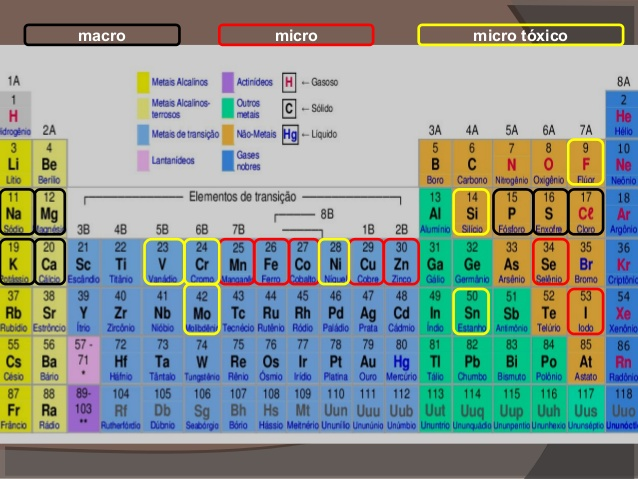 macro micro micro tóxico
1A 8A
1 Metais Alcalinos Actinídeos H ← Gasoso 2
H Metais Alcalinos-terrosos Outros metais C ← Sólido He
Hidrogênio 2A Metais de transição Não-Metais Hg ← Líquido 3A 4A 5A 6A 7A Hélio
3 4 Lantanídeos Gases nobres 5 6 7 8 9 10
Li Be B C N O F Ne
Lítio Berílio Boro Carbono Nitrogênio Oxigênio Flúor Neônio
11 12 Elementos de transição 13 14 15 16 17 18
Na Mg 8B Al Si P S Cℓ Ar
Sódio Magnésio 3B 4B 5B 6B 7B 1B 2B Alumínio Silício Fósforo Enxofre Cloro Argônio
19 20 21 22 23 24 25 26 27 28 29 30 31 32 33 34 35 36
K Ca Sc Ti V Cr Mn Fe Co Ni Cu Zn Ga Ge As Se Br Kr
Potássio Cálcio Escândio Titânio Vanádio Cromo Manganês Ferro Cobalto Níquel Cobre Zinco Gálio Germânio Arsênio Selênio Bromo Criptônio
37 38 39 40 41 42 43 44 45 46 47 48 49 50 51 52 53 54
Rb Sr Y Zr Nb Mo Tc Ru Rh Pd Ag Cd In Sn Sb Te I Xe
Rubídio Estrôncio Ítrio Zircônio Nióbio Molibdênio Tecnécio Rutênio Ródio Paládio Prata Cádmio Índio Estanho Antimônio Telúrio Iodo Xenônio
55 56 57 - 71 72 73 74 75 76 77 78 79 80 81 82 83 84 85 86
Cs Ba * Hf Ta W Re Os Ir Pt Au Hg Tl Pb Bi Po At Rn
Césio Bário Háfnio Tântalo Tungstênio Rênio Ósmio Irídio Platina Ouro Mercúrio Tálio Chumbo Bismuto Polônio Astato Radônio
87 88 89-103 104 105 106 107 108 109 110 111 112 113 114 115 116 117 118
Fr Ra ** Rf Db Sg Bh Hs Mt Uun Uuu Uub Uut Uuq Uup Uuh Uus Uuo
Frâncio Rádio Rutherfórdio Dúbnio Seabórgio Bório Hássio Meitnério Ununílio Unununío Unúmbio Ununtrio